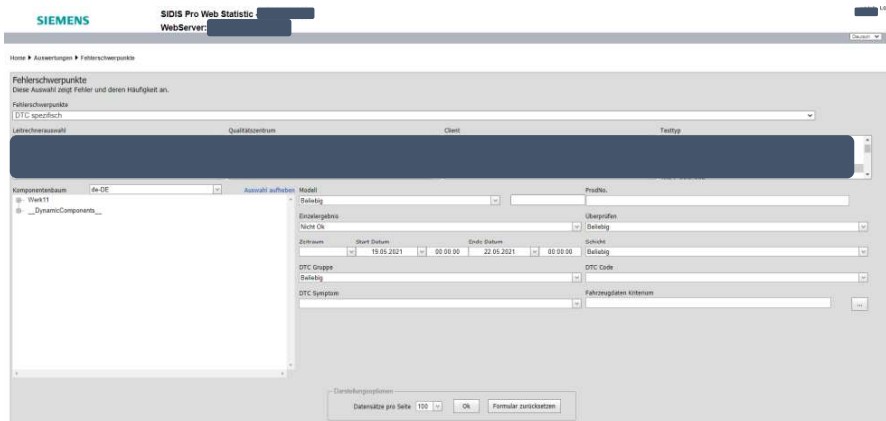 SIEMENS
SIDIS Pro Web Statistic -
WebServer:
Deutsch
Home ▶ Auswertungen ▶ Fehlerschwerpunkte
Fehlerschwerpunkte
Diese Auswahl zeigt Fehler und deren Häufigkeit an.
Fehlerschwerpunkte
DTC spezifisch
Leitrechnerauswahl Qualitätszentrum Client Testtyp
Komponentenbaum de-DE Auswahl aufheben Modell ProdNo.
Werk11 Beliebig
__DynamicComponents__
Einzelergebnis Überprüfen
Nicht Ok Beliebig
Zeitraum Start Datum Ende Datum Schicht
19.05.2021 00:00:00 22.05.2021 00:00:00 Beliebig
DTC Gruppe DTC Code
Beliebig
DTC Symptom Fahrzeugdaten Kriterium
...
Darstellungsoptionen
Datensätze pro Seite 100 Ok Formular zurücksetzen